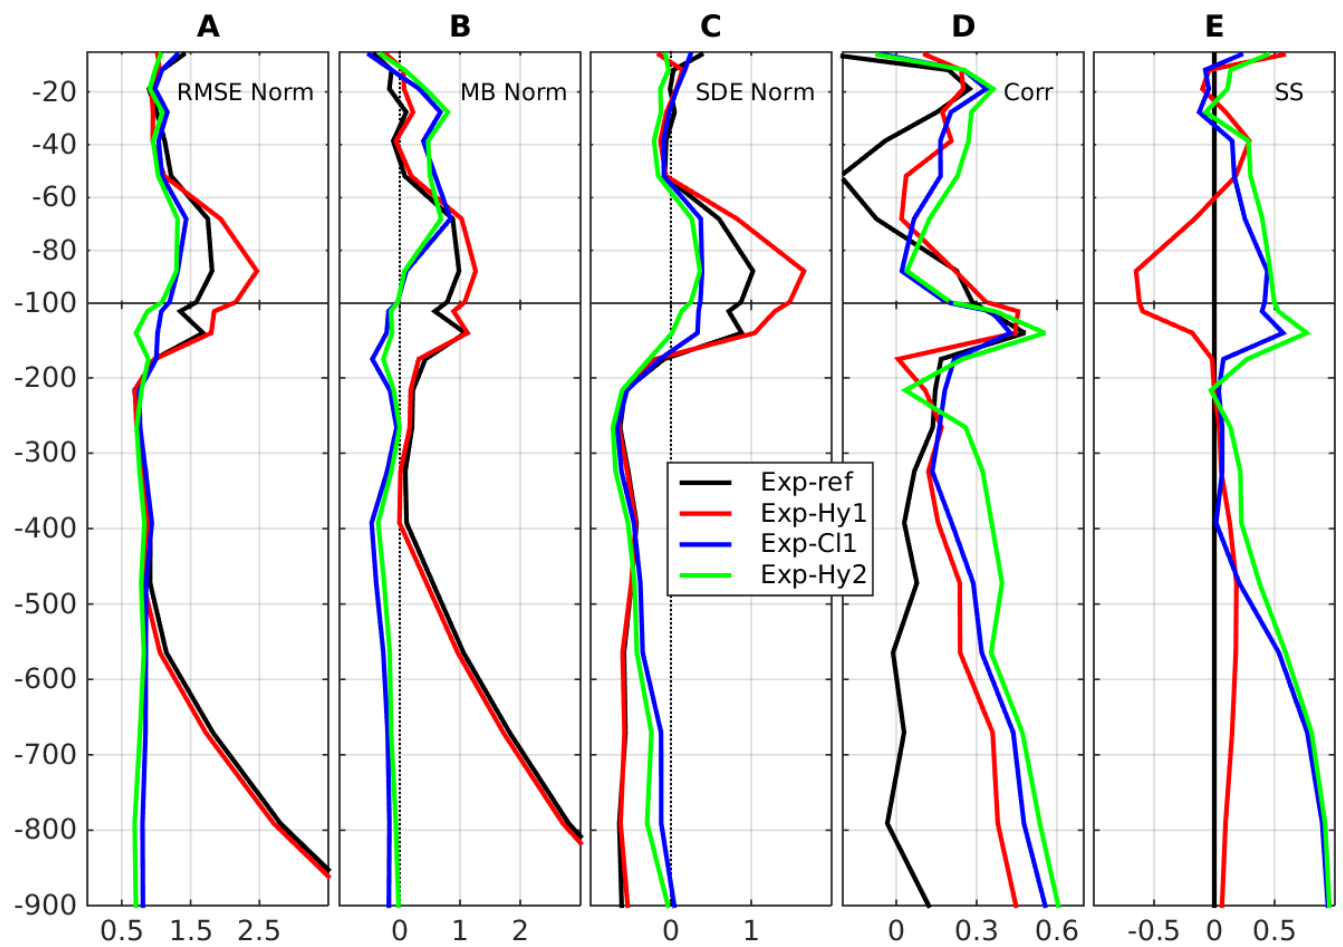 A B C D E
RMSE Norm MB Norm SDE Norm Corr SS
-20
-40
-60
-80
-100
-200
-300
-400
-500
-600
-700
-800
-900
Exp-ref
Exp-Hy1
Exp-Cl1
Exp-Hy2
0.5 1.5 2.5 0 1 2 0 1 0 0.3 0.6 -0.5 0 0.5